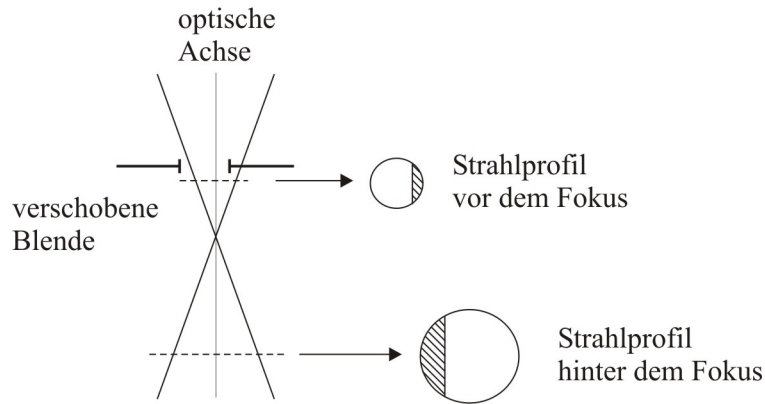 optische
Achse
Strahlprofil
vor dem Fokus
verschobene
Blende
Strahlprofil
hinter dem Fokus